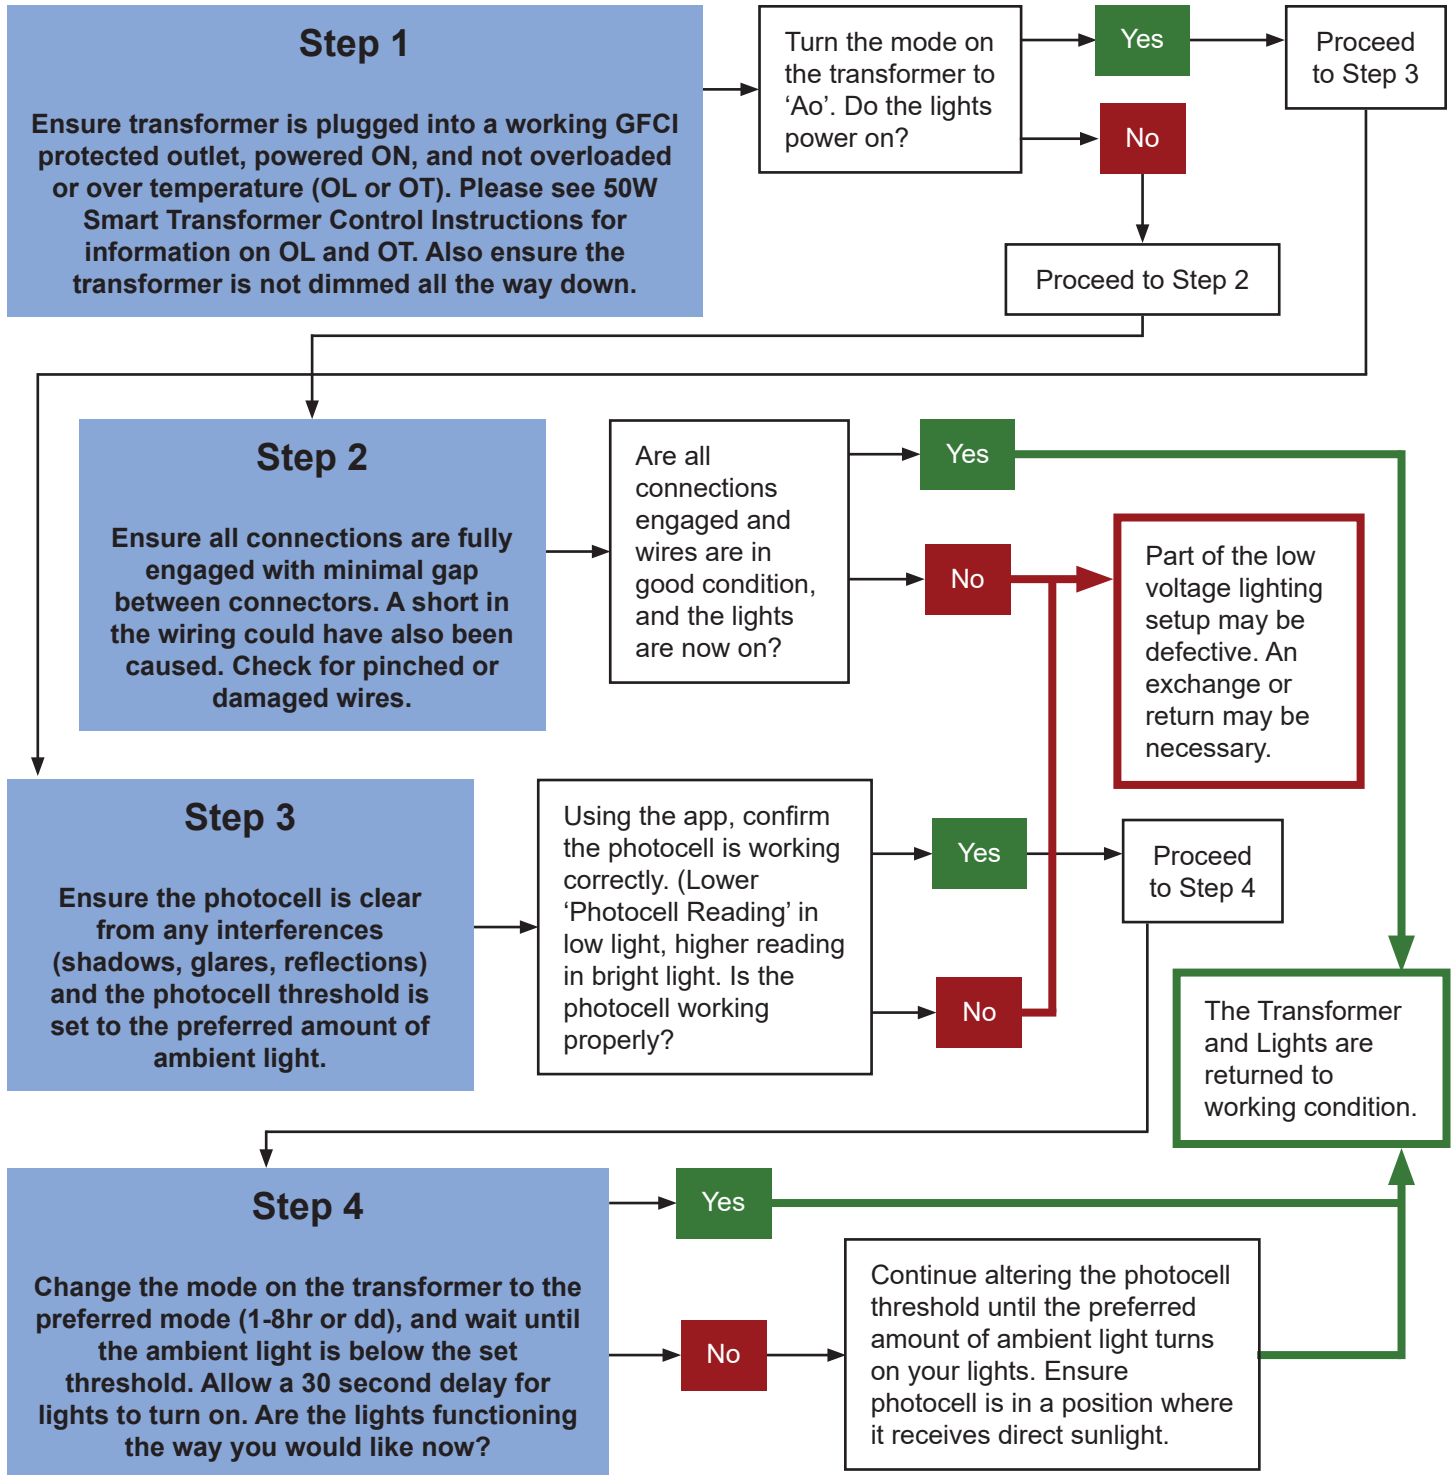 Step 1
Ensure transformer is plugged into a working GFCI
protected outlet, powered ON, and not overloaded
or over temperature (OL or OT). Please see 50W
Smart Transformer Control Instructions for
information on OL and OT. Also ensure the
transformer is not dimmed all the way down.
Turn the mode on
the transformer to
‘Ao’. Do the lights
power on?
Yes
Proceed
to Step 3
No
Proceed to Step 2
Step 2
Ensure all connections are fully
engaged with minimal gap
between connectors. A short in
the wiring could have also been
caused. Check for pinched or
damaged wires.
Are all
connections
engaged and
wires are in
good condition,
and the lights
are now on?
Yes
No
Part of the low
voltage lighting
setup may be
defective. An
exchange or
return may be
necessary.
Step 3
Ensure the photocell is clear
from any interferences
(shadows, glares, reflections)
and the photocell threshold is
set to the preferred amount of
ambient light.
Using the app, confirm
the photocell is working
correctly. (Lower
‘Photocell Reading’ in
low light, higher reading
in bright light. Is the
photocell working
properly?
Yes
Proceed
to Step 4
No
The Transformer
and Lights are
returned to
working condition.
Step 4
Change the mode on the transformer to the
preferred mode (1-8hr or dd), and wait until
the ambient light is below the set
threshold. Allow a 30 second delay for
lights to turn on. Are the lights functioning
the way you would like now?
Yes
No
Continue altering the photocell
threshold until the preferred
amount of ambient light turns
on your lights. Ensure
photocell is in a position where
it receives direct sunlight.